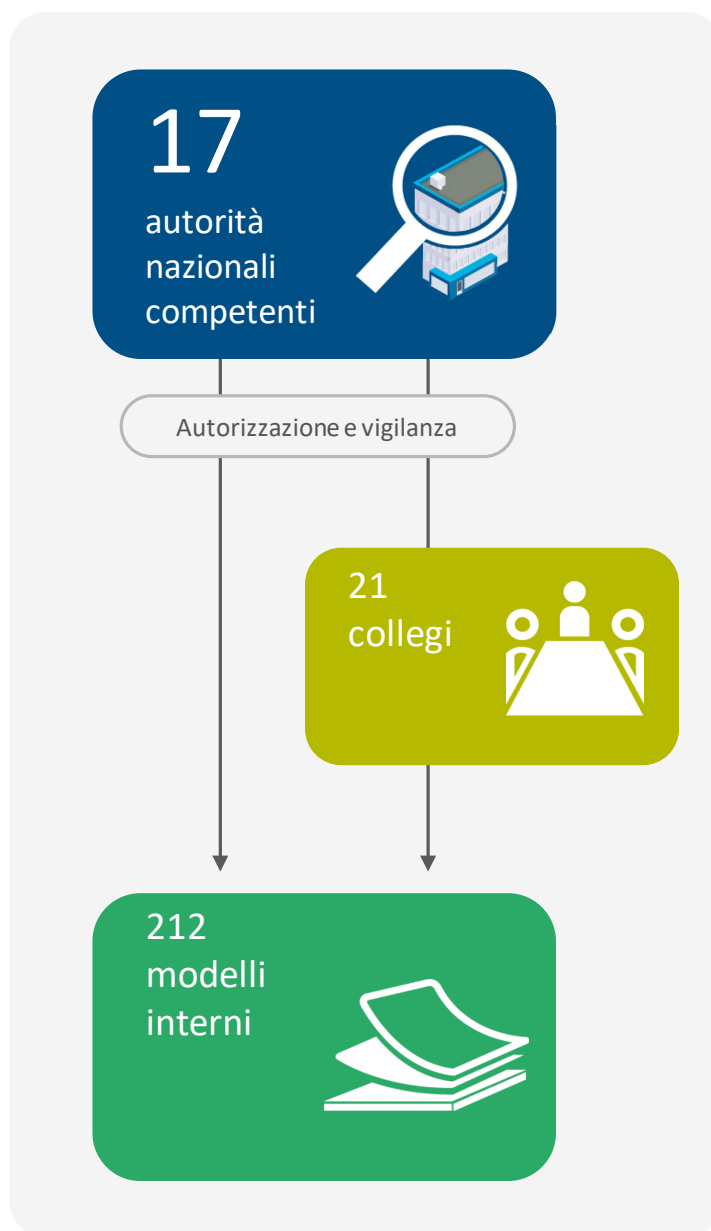 17
autorità
nazionali
competenti
Autorizzazione e vigilanza
21
collegi
212
modelli
interni